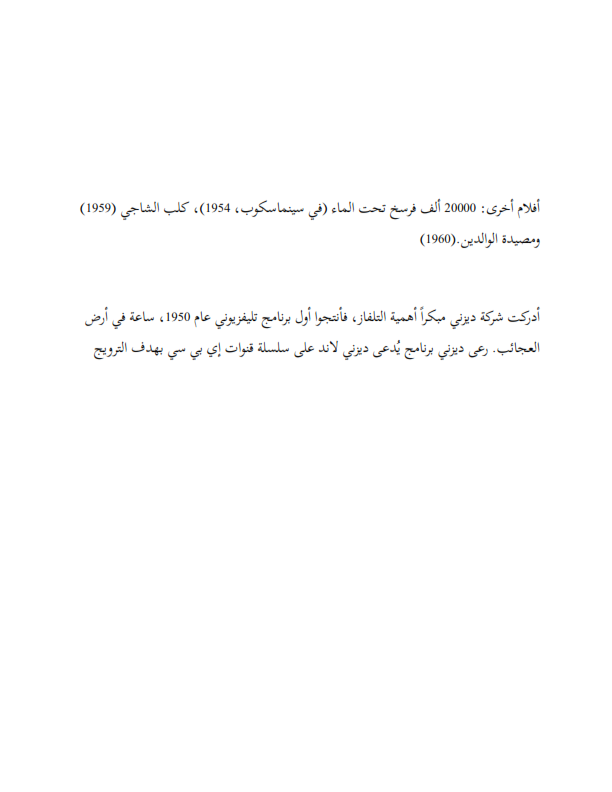 أفلام أخرى: 20000 ألف فرسخ تحت الماء (في سينماسكوب، 1954)، كلب الشاجي (1959)
ومصيدة الوالدين.(1960)
أدركت شركة ديزني مبكراً أهمية التلفاز، فأنتجوا أول برنامج تليفزيوني عام 1950، ساعة في أرض
العجائب. رعى ديزني برنامج يُدعى ديزني لاند على سلسلة قنوات إي بي سي بهدف الترويج